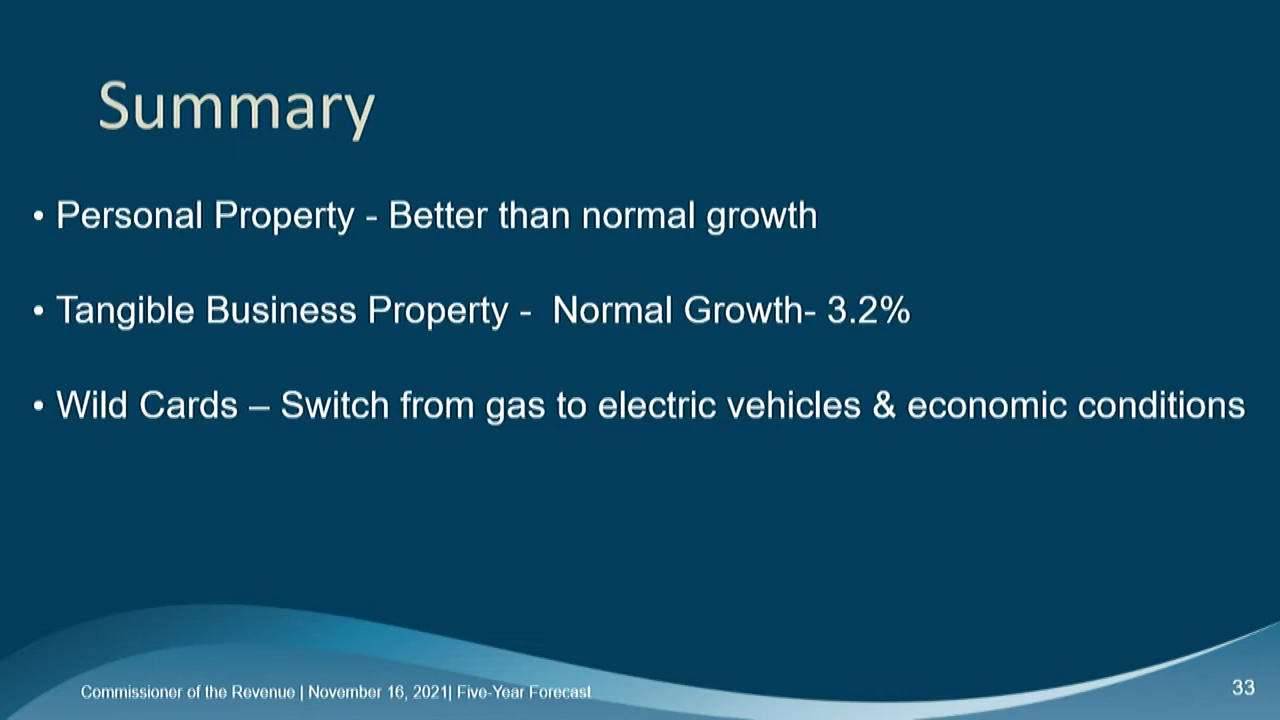 Summary
• Personal Property - Better than normal growth
• Tangible Business Property -  Normal Growth- 3.2%
• Wild Cards – Switch from gas to electric vehicles & economic conditions
Commissioner of the Revenue | November 16, 2021| Five-Year Forecast
33